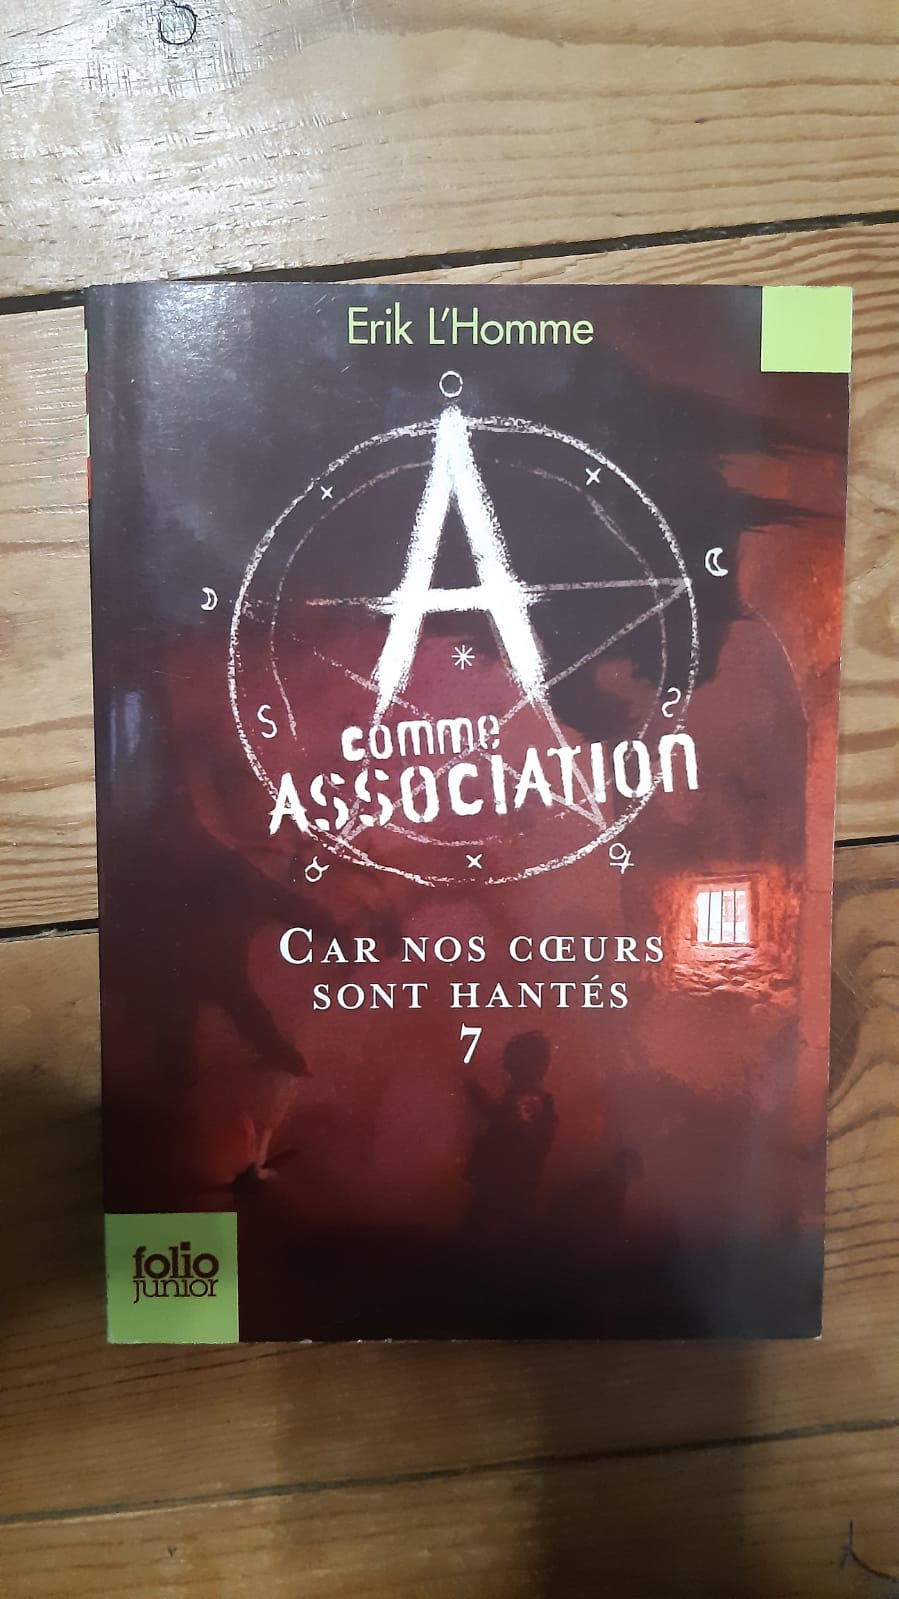 Erik L'Homme
A
comme
ASSOCIATION
CAR NOS CŒURS
SONT HANTÉS
7
folio
junior